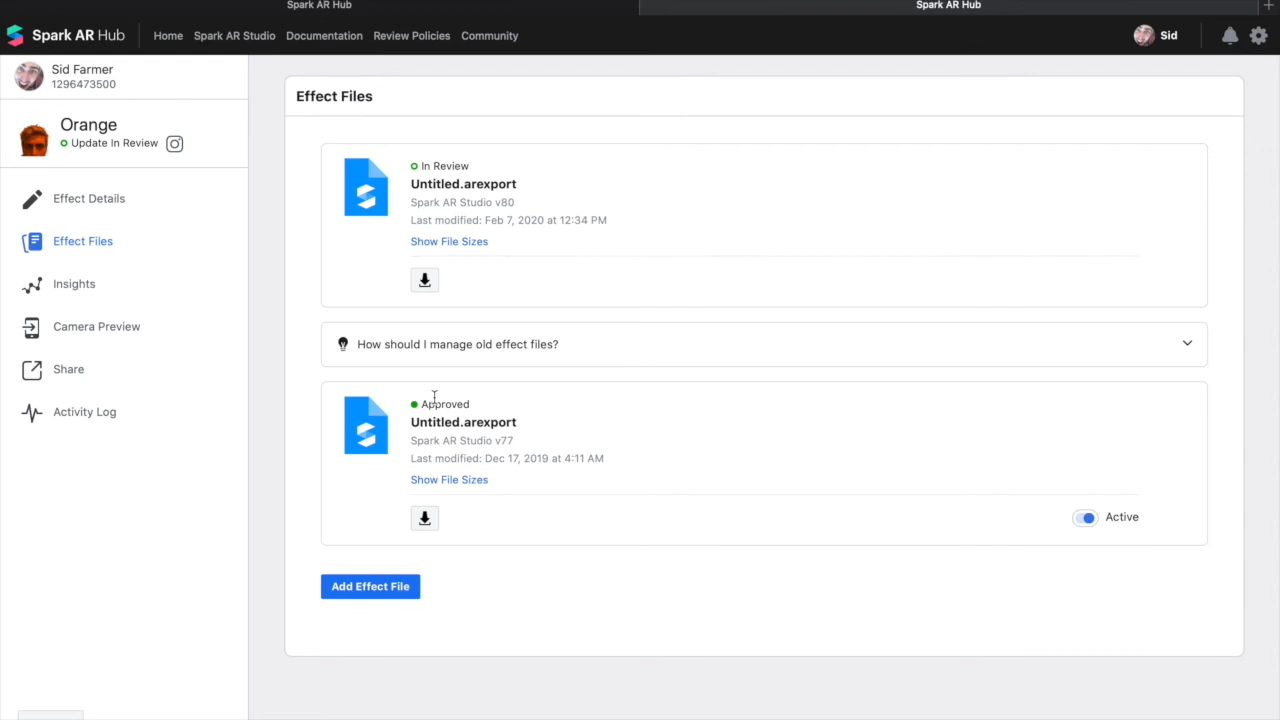 Spark AR Hub
Spark AR Hub
Spark AR Hub Home Spark AR Studio Documentation Review Policies Community Sid
Sid Farmer
1296473500
Orange
Update In Review
Effect Details
Effect Files
Insights
Camera Preview
Share
Activity Log
Effect Files
In Review
Untitled.arexport
Spark AR Studio v80
Last modified: Feb 7, 2020 at 12:34 PM
Show File Sizes
How should I manage old effect files?
Approved
Untitled.arexport
Spark AR Studio v77
Last modified: Dec 17, 2019 at 4:11 AM
Show File Sizes
Active
Add Effect File